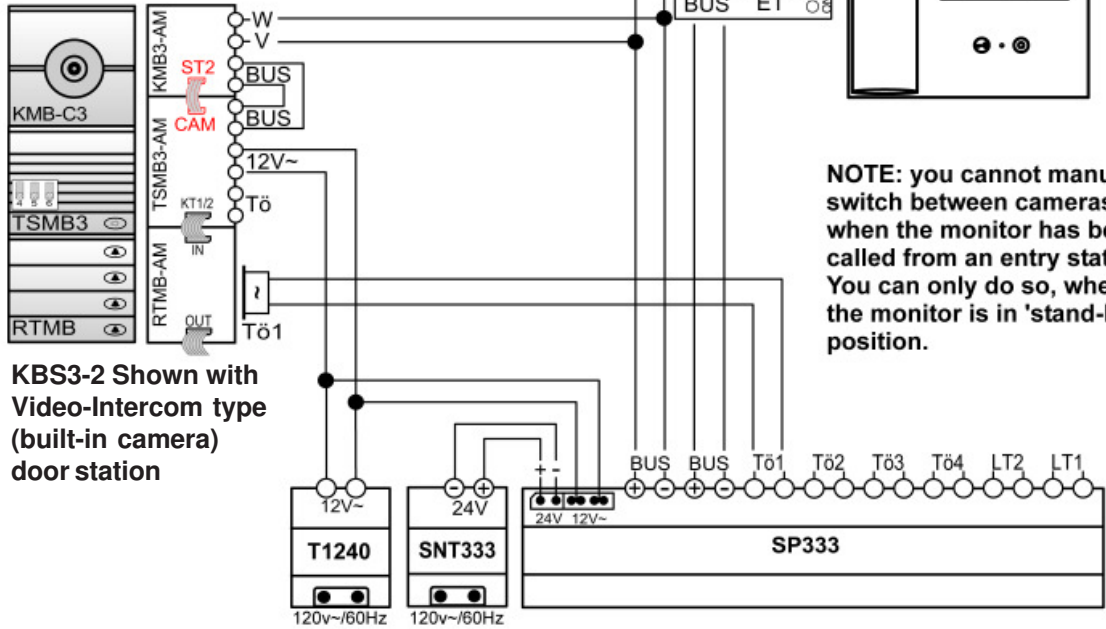 BUS ET
W
V
KMB3-AM
ST2
BUS
KMB-C3
CAM
BUS
TSMB3-AM
12V~
4 5 6
KT1/2
Tö
TSMB3
IN
RTMB-AM
~
RTMB
OUT
Tö1
NOTE: you cannot
switch between cameras
when the monitor has
called from an entry
You can only do so,
the monitor is in
position.
KBS3-2 Shown with
Video-Intercom type
(built-in camera)
door station
+ -
BUS BUS Tö1 Tö2 Tö3 Tö4 LT2 LT1
- +
+ - + -
12V~
24V
24V 12V~
T1240
SNT333
SP333
120v~/60Hz
120v~/60Hz